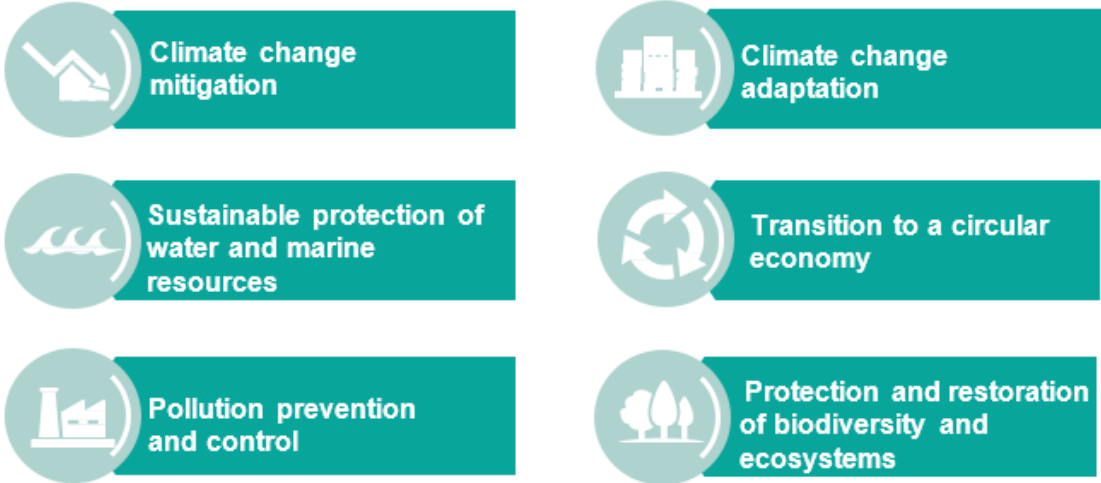 Climate change
mitigation
Climate change
adaptation
Sustainable protection of
water and marine
resources
Transition to a circular
economy
Pollution prevention
and control
Protection and restoration
of biodiversity and
ecosystems